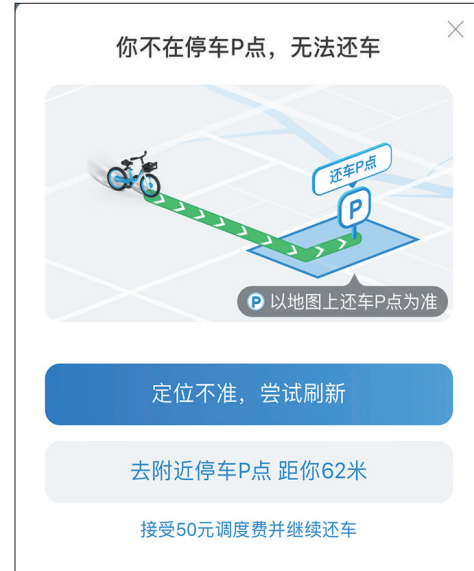 你不在停车P点，无法还车
还车P点
P
P 以地图上还车P点为准
定位不准，尝试刷新
去附近停车P点 距你62米
接受50元调度费并继续还车